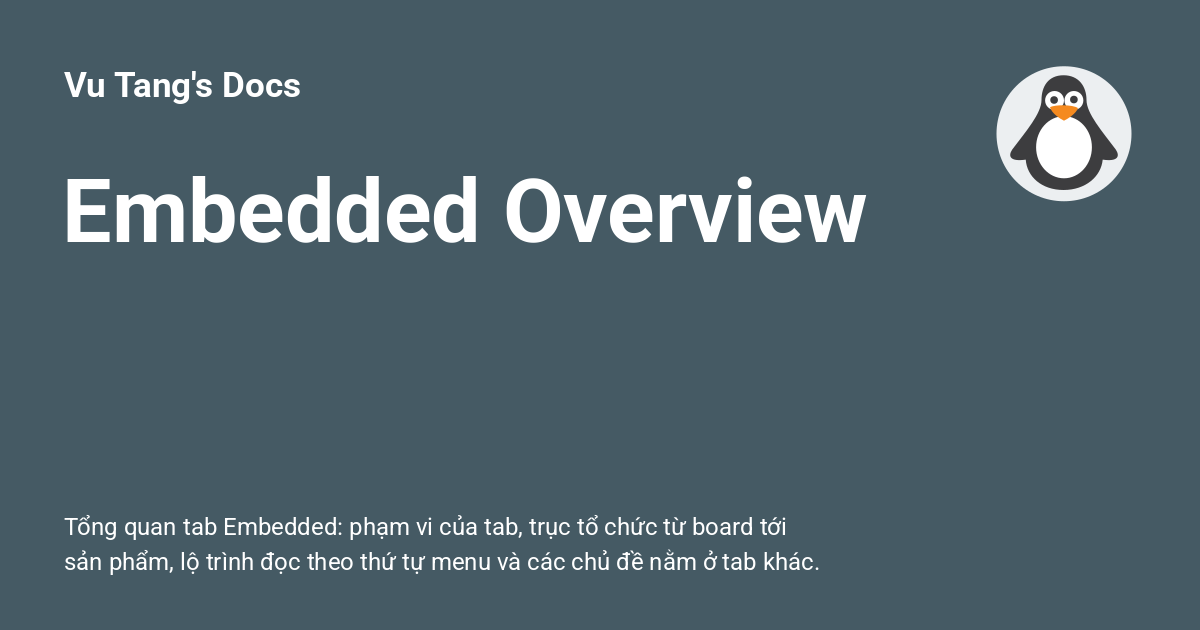 Vu Tang's Docs
Embedded Overview
Tổng quan tab Embedded: phạm vi của tab, trục tổ chức từ board tới
sản phẩm, lộ trình đọc theo thứ tự menu và các chủ đề nằm ở tab khác.